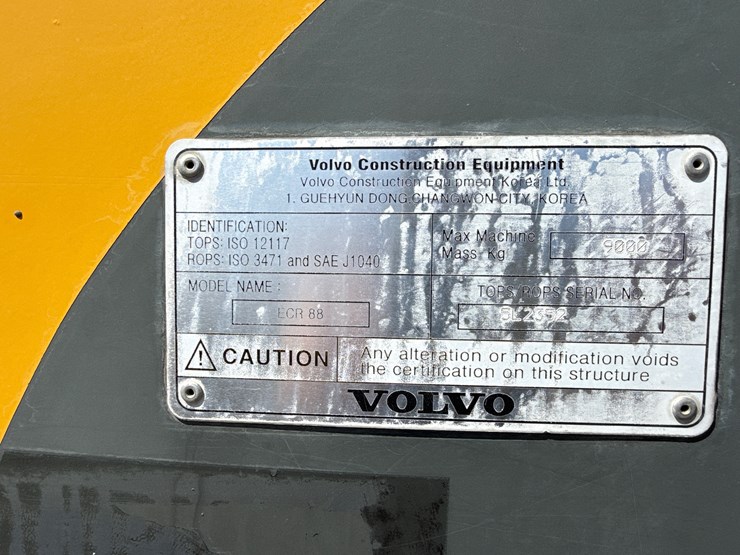 Volvo Construction Equipment
Volvo Construction Equipment Korea Ltd.
1. GUEHYUN DONG CHANGWON-CITY, KOREA
IDENTIFICATION:
TOPS: ISO 12117
ROPS: ISO 3471 and SAE J1040
Max Machine
Mass: Kg
9000
MODEL NAME :
ECR 88
TOPS/ROPS SERIAL NO.
CAUTION
Any alteration or modification voids
the certification on this structure
VOLVO